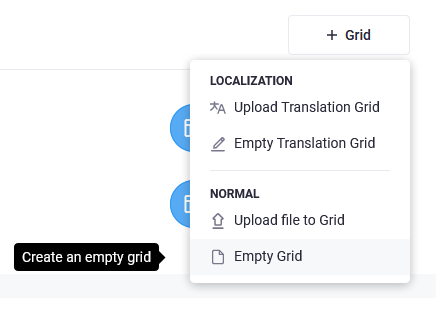 + Grid
LOCALIZATION
Upload Translation Grid
Empty Translation Grid
NORMAL
Upload file to Grid
Create an empty grid
Empty Grid